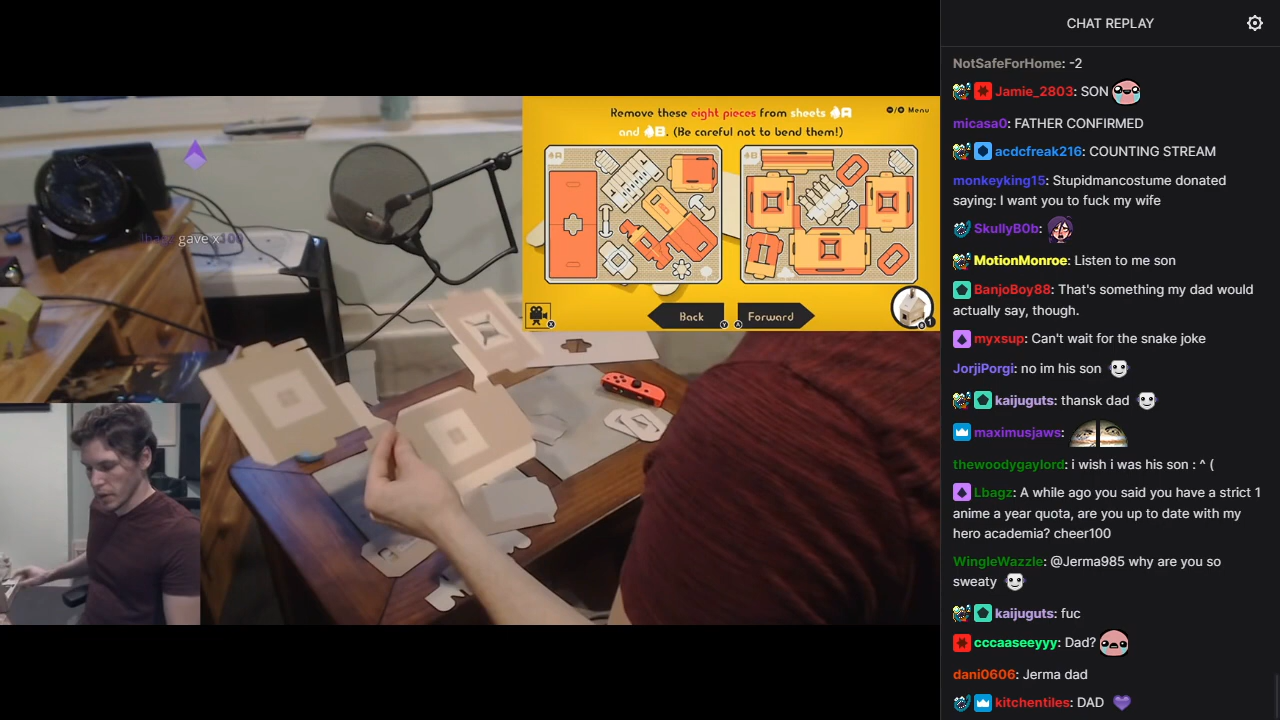 Remove these eight pieces from sheets A
and B. (Be careful not to bend them!)
Menu
A
B
gave x100
Back
Y
A
Forward
X
CHAT REPLAY
NotSafeForHome: -2
Jamie_2803: SON
micasa0: FATHER CONFIRMED
acdcfreak216: COUNTING STREAM
monkeyking15: Stupidmancostume donated
saying: I want you to fuck my wife
SkullyB0b:
MotionMonroe: Listen to me son
BanjoBoy88: That's something my dad would
actually say, though.
myxsup: Can't wait for the snake joke
JorjiPorgi: no im his son
kaijuguts: thansk dad
maximusjaws:
thewoodygaylord: i wish i was his son : ^ (
Lbagz: A while ago you said you have a strict 1
anime a year quota, are you up to date with my
hero academia? cheer100
WingleWazzle: @Jerma985 why are you so
sweaty
kaijuguts: fuc
cccaaseeyyy: Dad?
dani0606: Jerma dad
kitchentiles: DAD